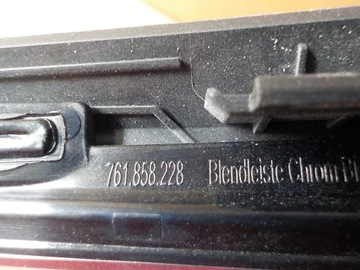 761.858.228 Blendleiste Chrom